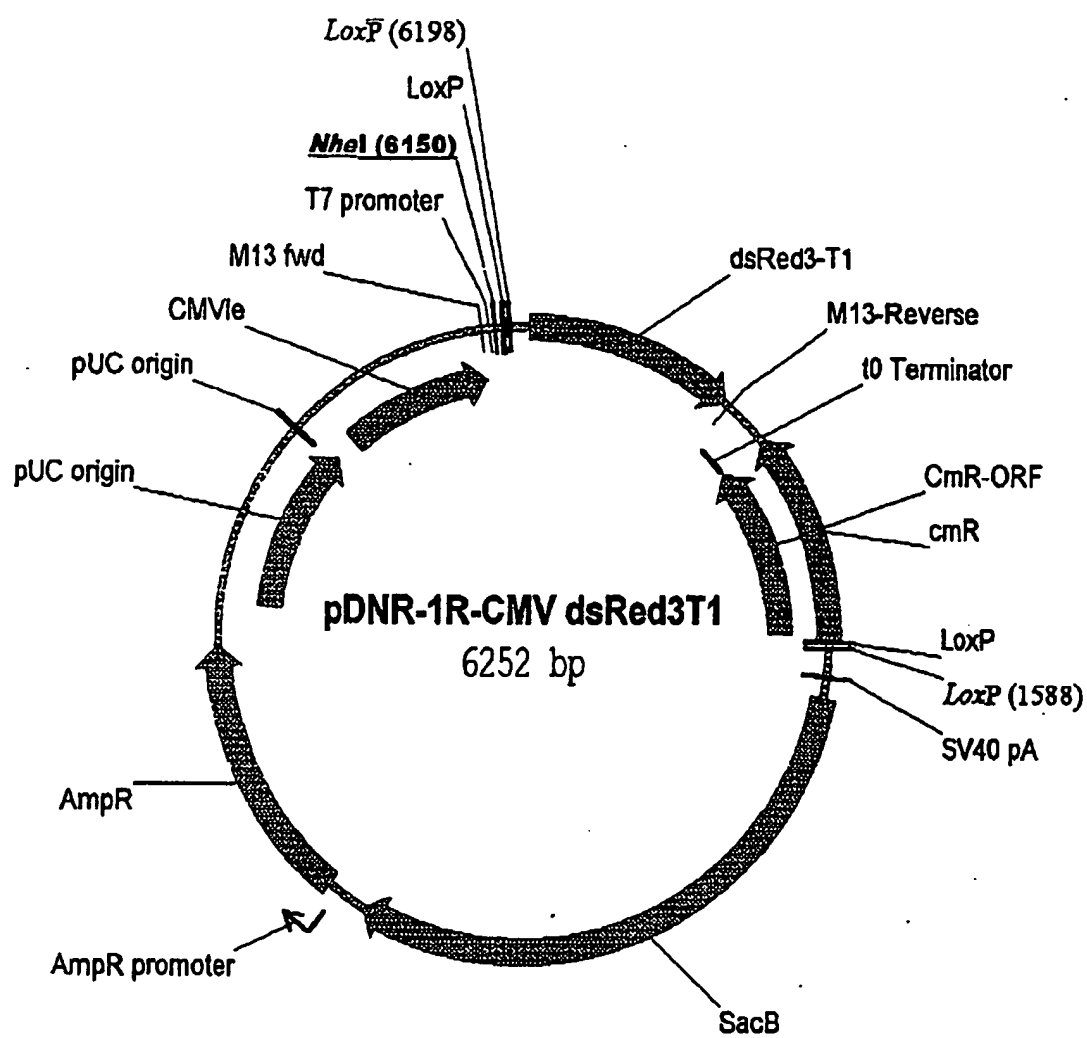 LoxP (6198)
LoxP
NheI (6150)
T7 promoter
M13 fwd
CMVIe
pUC origin
pUC origin
dsRed3-T1
M13-Reverse
t0 Terminator
CmR-ORF
cmR
pDNR-1R-CMV dsRed3T1
6252 bp
LoxP
LoxP (1588)
SV40 pA
AmpR
AmpR promoter
SacB